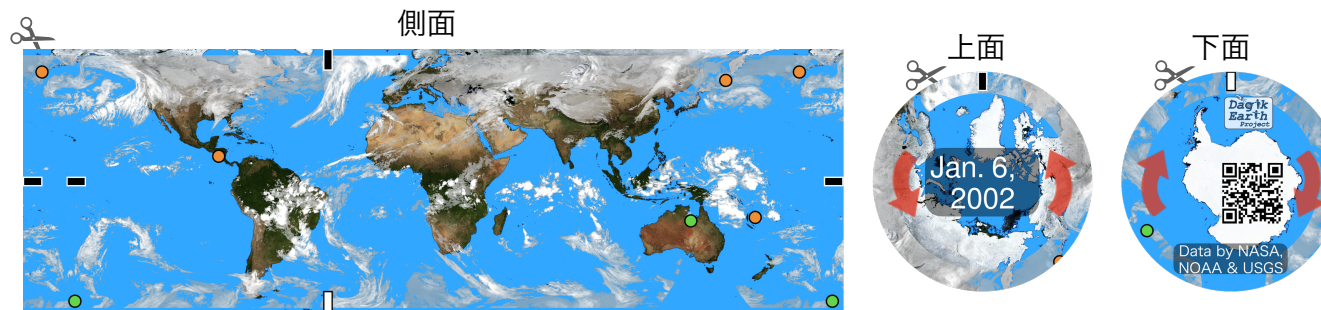 側面
上面
下面
Jan. 6,
2002
Dagik
Earth
Project
Data by NASA,
NOAA & USGS